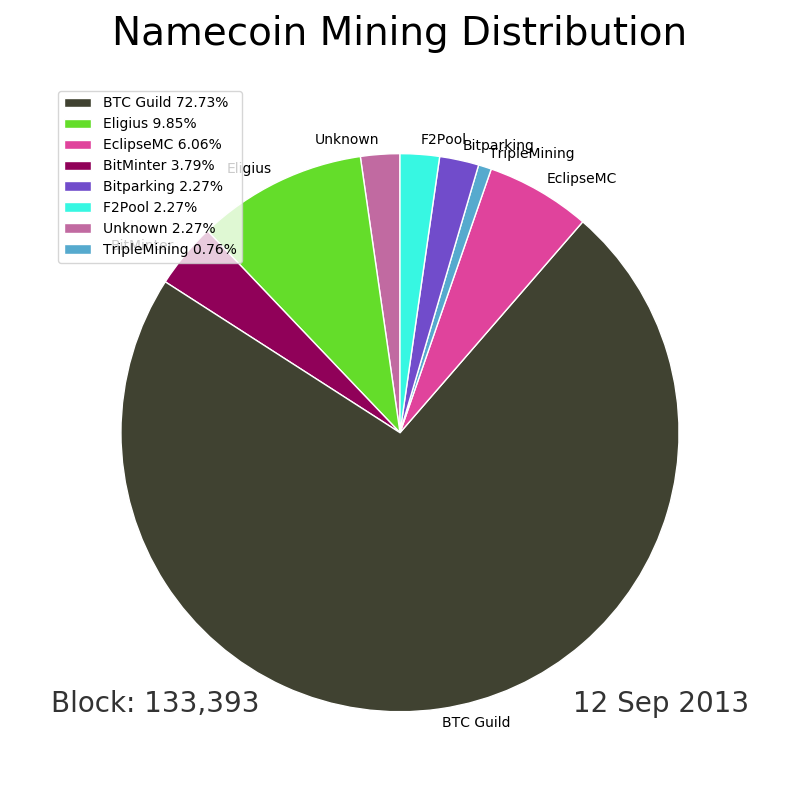 Namecoin Mining Distribution
BTC Guild 72.73%
Eligius 9.85%
EclipseMC 6.06%
BitMinter 3.79%
Bitparking 2.27%
F2Pool 2.27%
Unknown 2.27%
TripleMining 0.76%
Unknown
F2Pool
Bitparking
TripleMining
Eligius
EclipseMC
BitMinter
BTC Guild
Block: 133,393
12 Sep 2013